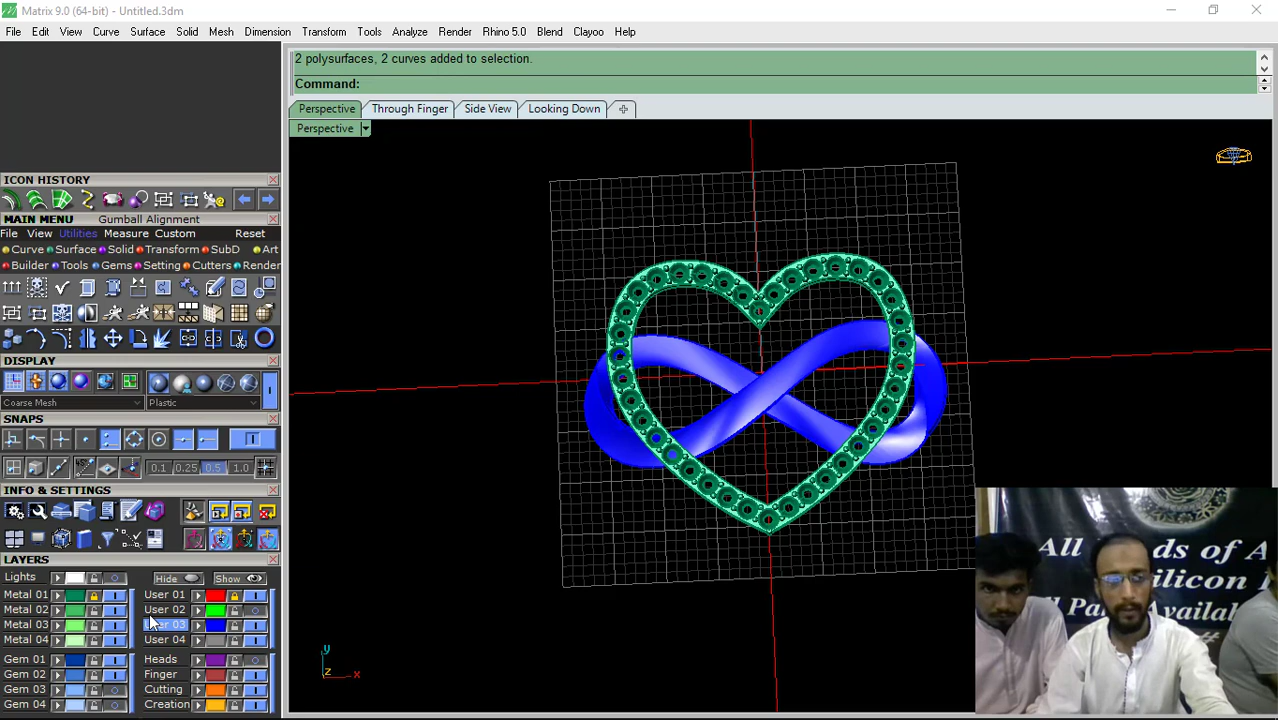 Matrix 9.0 (64-bit) - Untitled.3dm
File Edit View Curve Surface Solid Mesh Dimension Transform Tools Analyze Render Rhino 5.0 Blend Clayoo Help
2 polysurfaces, 2 curves added to selection.
Command:
Perspective Through Finger Side View Looking Down
Perspective
ICON HISTORY
MAIN MENU Gumball Alignment
File View Utilities Measure Custom Reset
Curve Surface Solid Transform SubD Art
Builder Tools Gems Setting Cutters Render
DISPLAY
Coarse Mesh Plastic
SNAPS
0.1 0.25 0.5 1.0
INFO & SETTINGS
LAYERS
Lights Hide Show
Metal 01 User 01
Metal 02 User 02
Metal 03 03
Metal 04 User 04
Gem 01 Heads
Gem 02 Finger
Gem 03 Cutting
Gem 04 Creation
y
z x
All ds of A
ilicon
l Pa Availa